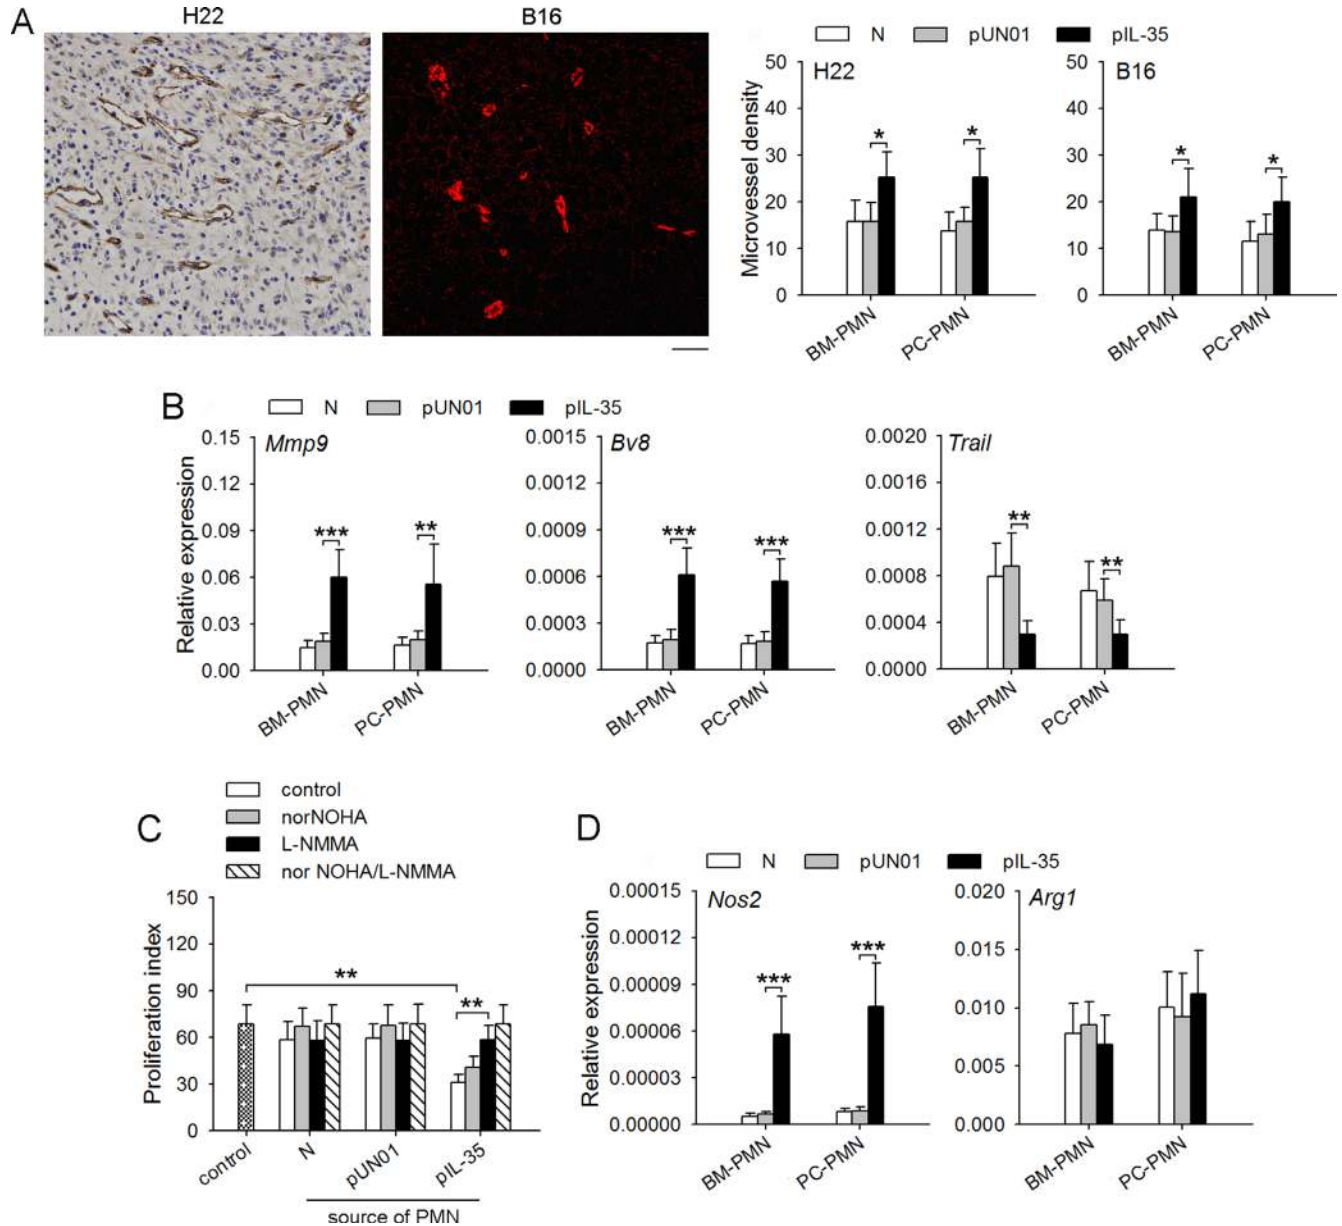 A
H22
B16
N pUN01 pIL-35
Microvessel density
50
40
30
20
10
0
H22
*
*
BM-PMN
PC-PMN
50
40
30
20
10
0
B16
*
*
BM-PMN
PC-PMN
B
N pUN01 pIL-35
Relative expression
0.15
0.12
0.09
0.06
0.03
0.00
Mmp9
***
**
BM-PMN
PC-PMN
0.0015
0.0012
0.0009
0.0006
0.0003
0.0000
Bv8
***
***
BM-PMN
PC-PMN
0.0020
0.0016
0.0012
0.0008
0.0004
0.0000
Trail
**
**
BM-PMN
PC-PMN
C
control
norNOHA
L-NMMA
nor NOHA/L-NMMA
Proliferation index
150
120
90
60
30
0
**
**
control
N
pUN01
pIL-35
source of PMN
D
N pUN01 pIL-35
Relative expression
0.00015
0.00012
0.00009
0.00006
0.00003
0.00000
Nos2
***
***
BM-PMN
PC-PMN
0.020
0.015
0.010
0.005
0.000
Arg1
BM-PMN
PC-PMN